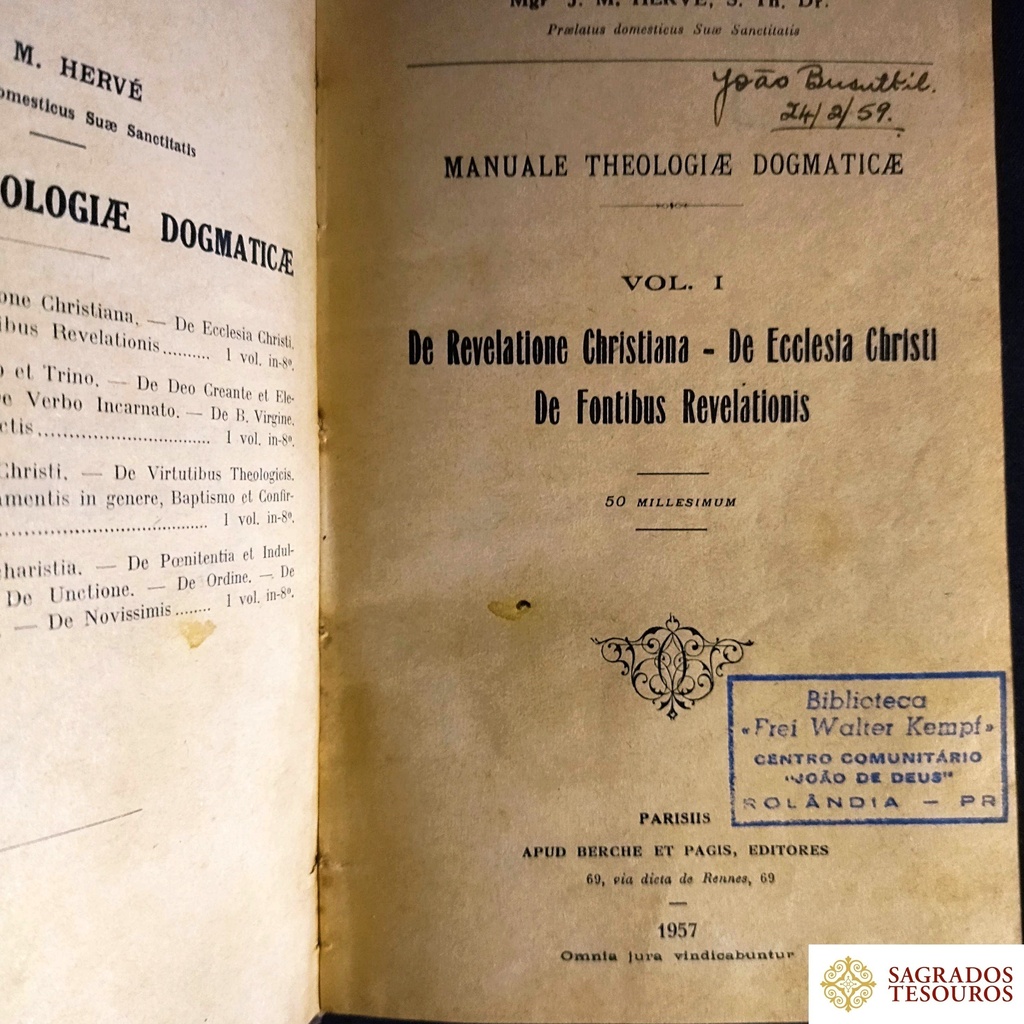 M. HERVÉ
omesticus Suæ Sanctitatis
OLOGIÆ DOGMATICÆ
one Christiana. — De Ecclesia Christi.
ibus Revelationis......... 1 vol. in-8º.
o et Trino. — De Deo Creante et Ele-
e Verbo Incarnato. — De B. Virgine.
ctis............................ 1 vol. in-8º.
Christi. — De Virtutibus Theologicis.
amentis in genere, Baptismo et Confir-
.................................. 1 vol. in-8º.
charistia. — De Pœnitentia et Indul-
De Unctione. — De Ordine. — De
— De Novissimis........ 1 vol. in-8º.
Mgr J. M. HERVÉ, S. Th. Dr.
Prælatus domesticus Suæ Sanctitatis
João Busuttil.
24/2/59.
MANUALE THEOLOGIÆ DOGMATICÆ
VOL. I
De Revelatione Christiana - De Ecclesia Christi
De Fontibus Revelationis
50 MILLESIMUM
Biblioteca
«Frei Walter Kempf»
CENTRO COMUNITÁRIO
"JOÃO DE DEUS"
ROLÂNDIA — PR
PARISIIS
APUD BERCHE ET PAGIS, EDITORES
69, via dicta de Rennes, 69
1957
Omnia jura vindicabuntur
SAGRADOS
TESOUROS